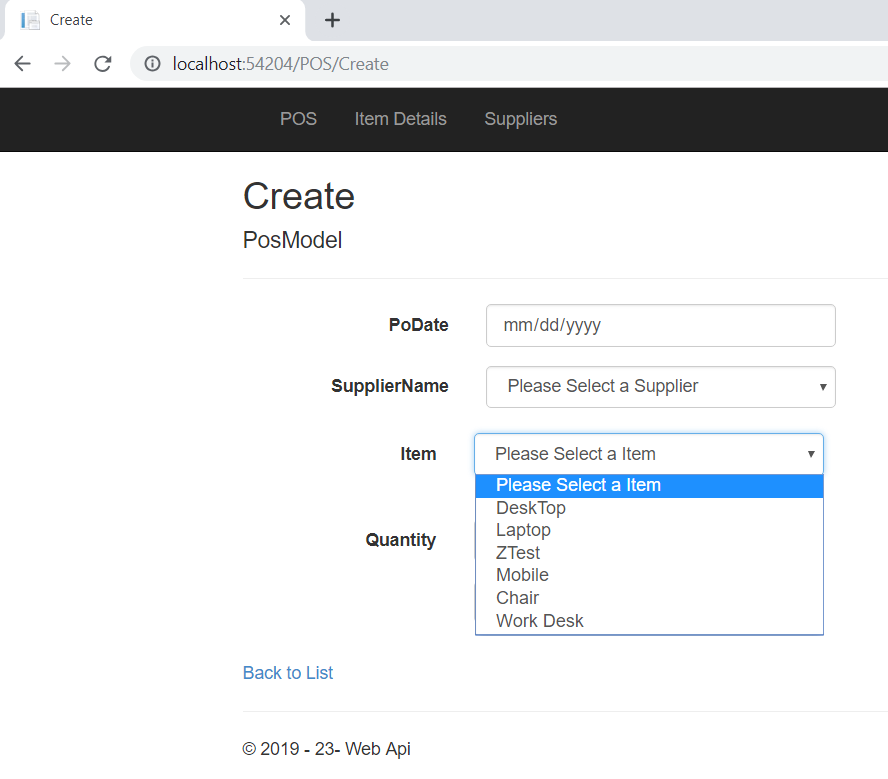 Create
localhost:54204/POS/Create
POS Item Details Suppliers
Create
PosModel
PoDate mm/dd/yyyy
SupplierName Please Select a Supplier
Item Please Select a Item
Please Select a Item
DeskTop
Laptop
Quantity
ZTest
Mobile
Chair
Work Desk
Back to List
© 2019 - 23- Web Api